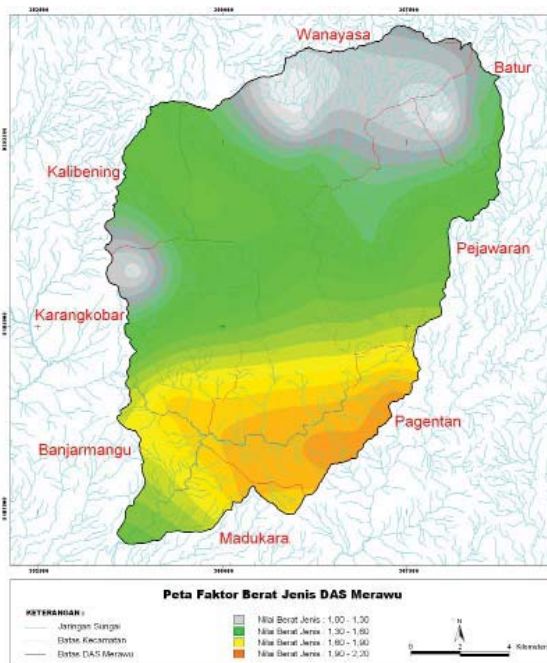 Wanayasa
Batur
Kalibening
Pejawaran
Karangkobar
Pagentan
Banjarmangu
Madukara
Peta Faktor Berat Jenis DAS Merawu
KETERANGAN :
Jaringan Sungai
Batas Kecamatan
Batas DAS Merawu
Nilai Berat Jenis : 1,00 - 1,30
Nilai Berat Jenis : 1,30 - 1,60
Nilai Berat Jenis : 1,60 - 1,90
Nilai Berat Jenis : 1,90 - 2,20
N
0 2 4 Kilometer